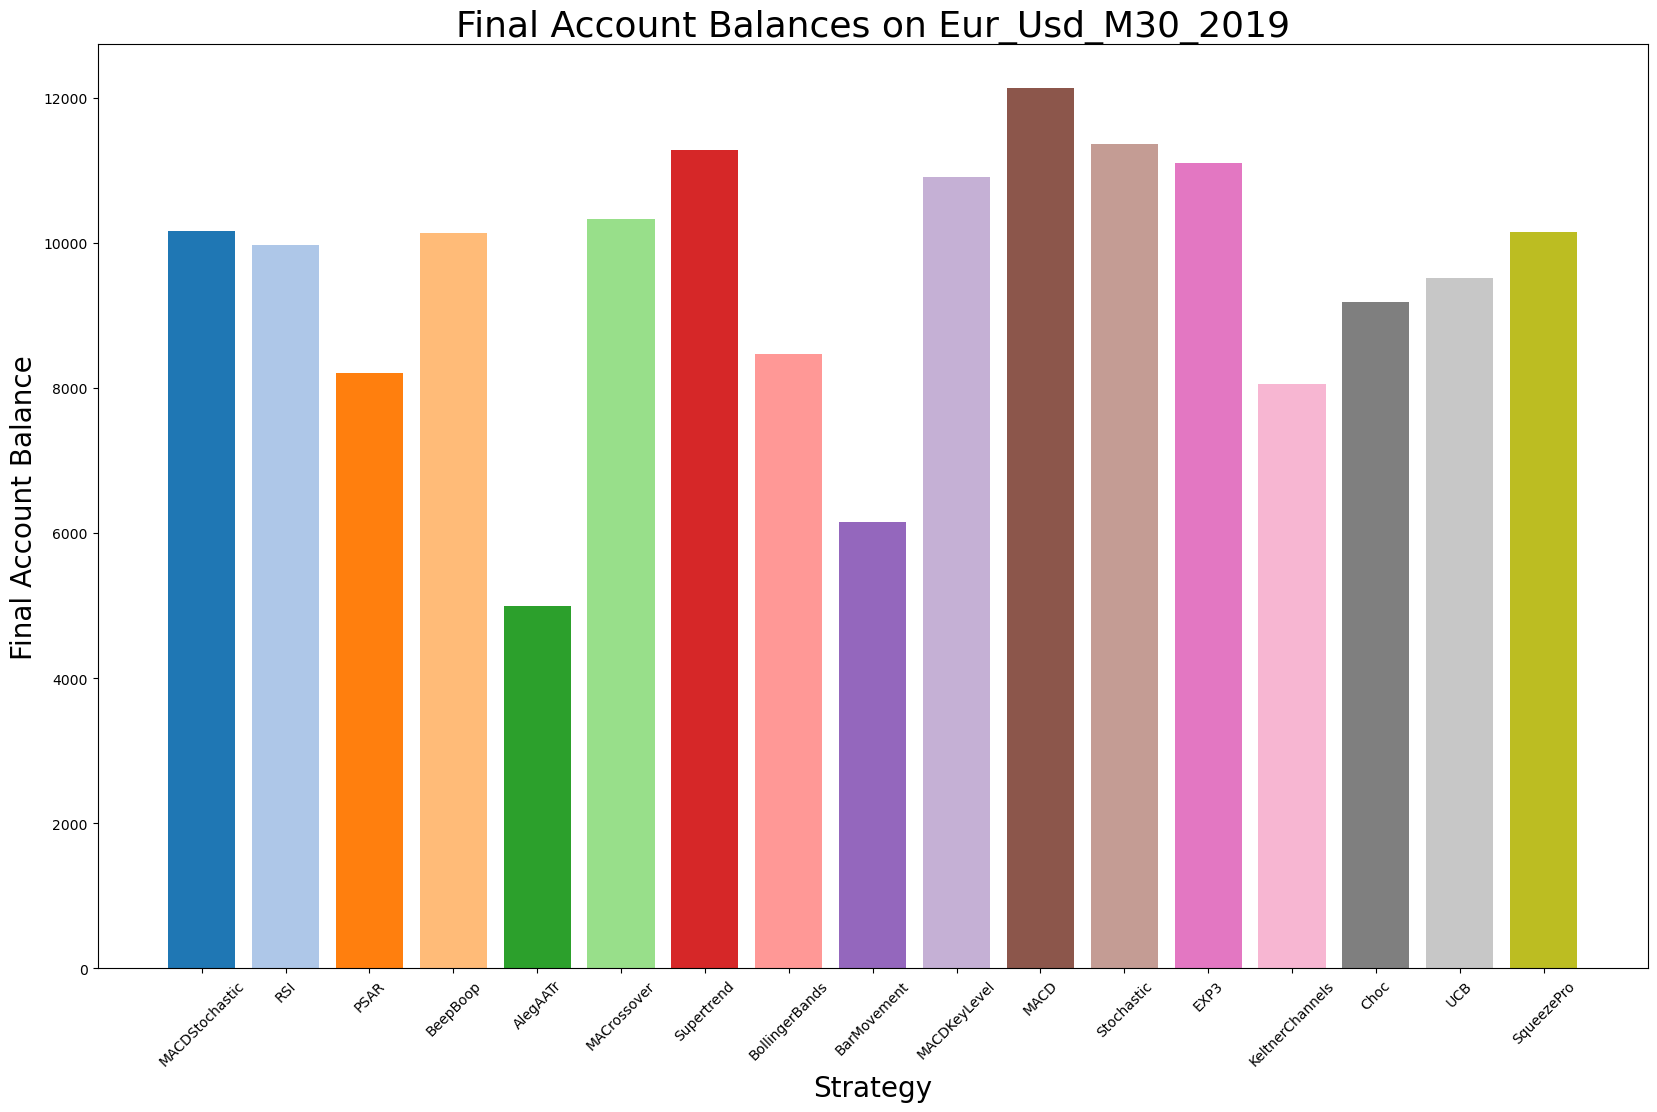 Final Account Balances on Eur_Usd_M30_2019
Final Account Balance
12000
10000
8000
6000
4000
2000
0
MACDStochastic
RSI
PSAR
BeepBoop
AlegAATr
MACrossover
Supertrend
BollingerBands
BarMovement
MACDKeyLevel
MACD
Stochastic
EXP3
KeltnerChannels
Choc
UCB
SqueezePro
Strategy